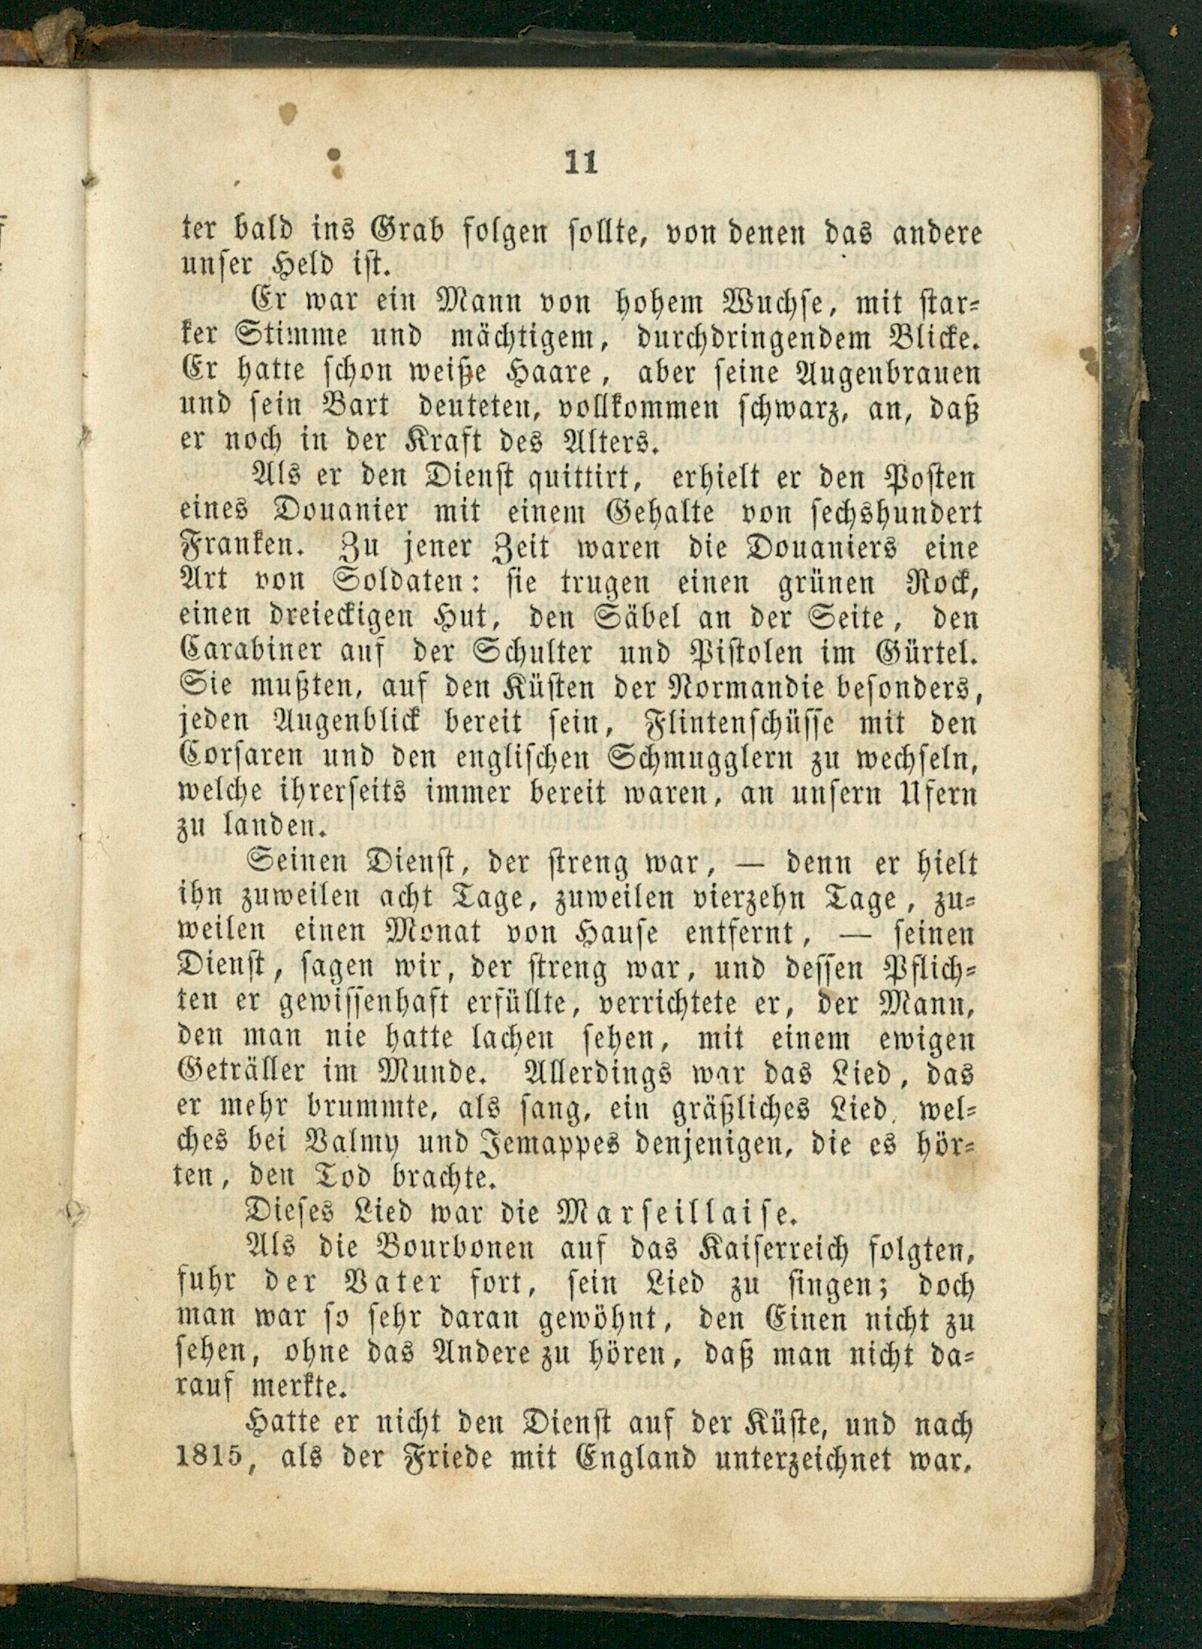 11
ter bald ins Grab folgen sollte, von denen das andere
unser Held ist.
Er war ein Mann von hohem Wuchse, mit star-
ker Stimme und mächtigem, durchdringendem Blicke.
Er hatte schon weiße Haare, aber seine Augenbrauen
und sein Bart deuteten, vollkommen schwarz, an, daß
er noch in der Kraft des Alters.
Als er den Dienst quittirt, erhielt er den Posten
eines Douanier mit einem Gehalte von sechshundert
Franken. Zu jener Zeit waren die Douaniers eine
Art von Soldaten: sie trugen einen grünen Rock,
einen dreieckigen Hut, den Säbel an der Seite, den
Carabiner auf der Schulter und Pistolen im Gürtel.
Sie mußten, auf den Küsten der Normandie besonders,
jeden Augenblick bereit sein, Flintenschüsse mit den
Corsaren und den englischen Schmugglern zu wechseln,
welche ihrerseits immer bereit waren, an unsern Ufern
zu landen.
Seinen Dienst, der streng war, — denn er hielt
ihn zuweilen acht Tage, zuweilen vierzehn Tage, zu-
weilen einen Monat von Hause entfernt, — seinen
Dienst, sagen wir, der streng war, und dessen Pflich-
ten er gewissenhaft erfüllte, verrichtete er, der Mann,
den man nie hatte lachen sehen, mit einem ewigen
Geträller im Munde. Allerdings war das Lied, das
er mehr brummte, als sang, ein gräßliches Lied, wel-
ches bei Valmy und Jemappes denjenigen, die es hör-
ten, den Tod brachte.
Dieses Lied war die Marseillaise.
Als die Bourbonen auf das Kaiserreich folgten,
fuhr der Vater fort, sein Lied zu singen; doch
man war so sehr daran gewöhnt, den Einen nicht zu
sehen, ohne das Andere zu hören, daß man nicht da-
rauf merkte.
Hatte er nicht den Dienst auf der Küste, und nach
1815, als der Friede mit England unterzeichnet war,